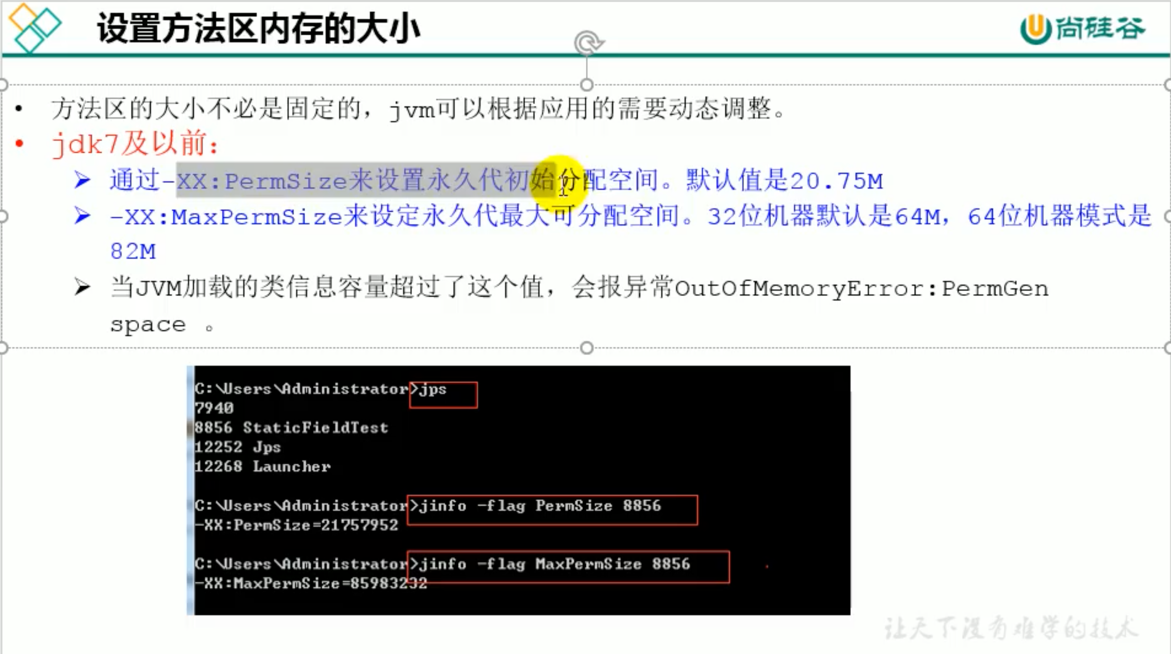 设置方法区内存的大小
尚硅谷
• 方法区的大小不必是固定的，jvm可以根据应用的需要动态调整。
• jdk7及以前：
➢ 通过-XX:PermSize来设置永久代初始分配空间。默认值是20.75M
➢ -XX:MaxPermSize来设定永久代最大可分配空间。32位机器默认是64M，64位机器模式是
82M
➢ 当JVM加载的类信息容量超过了这个值，会报异常OutOfMemoryError:PermGen
space 。
C:\Users\Administrator>jps
7940
8856 StaticFieldTest
12252 Jps
12268 Launcher
C:\Users\Administrator>jinfo -flag PermSize 8856
-XX:PermSize=21757952
C:\Users\Administrator>jinfo -flag MaxPermSize 8856
-XX:MaxPermSize=85983232
让天下没有难学的技术